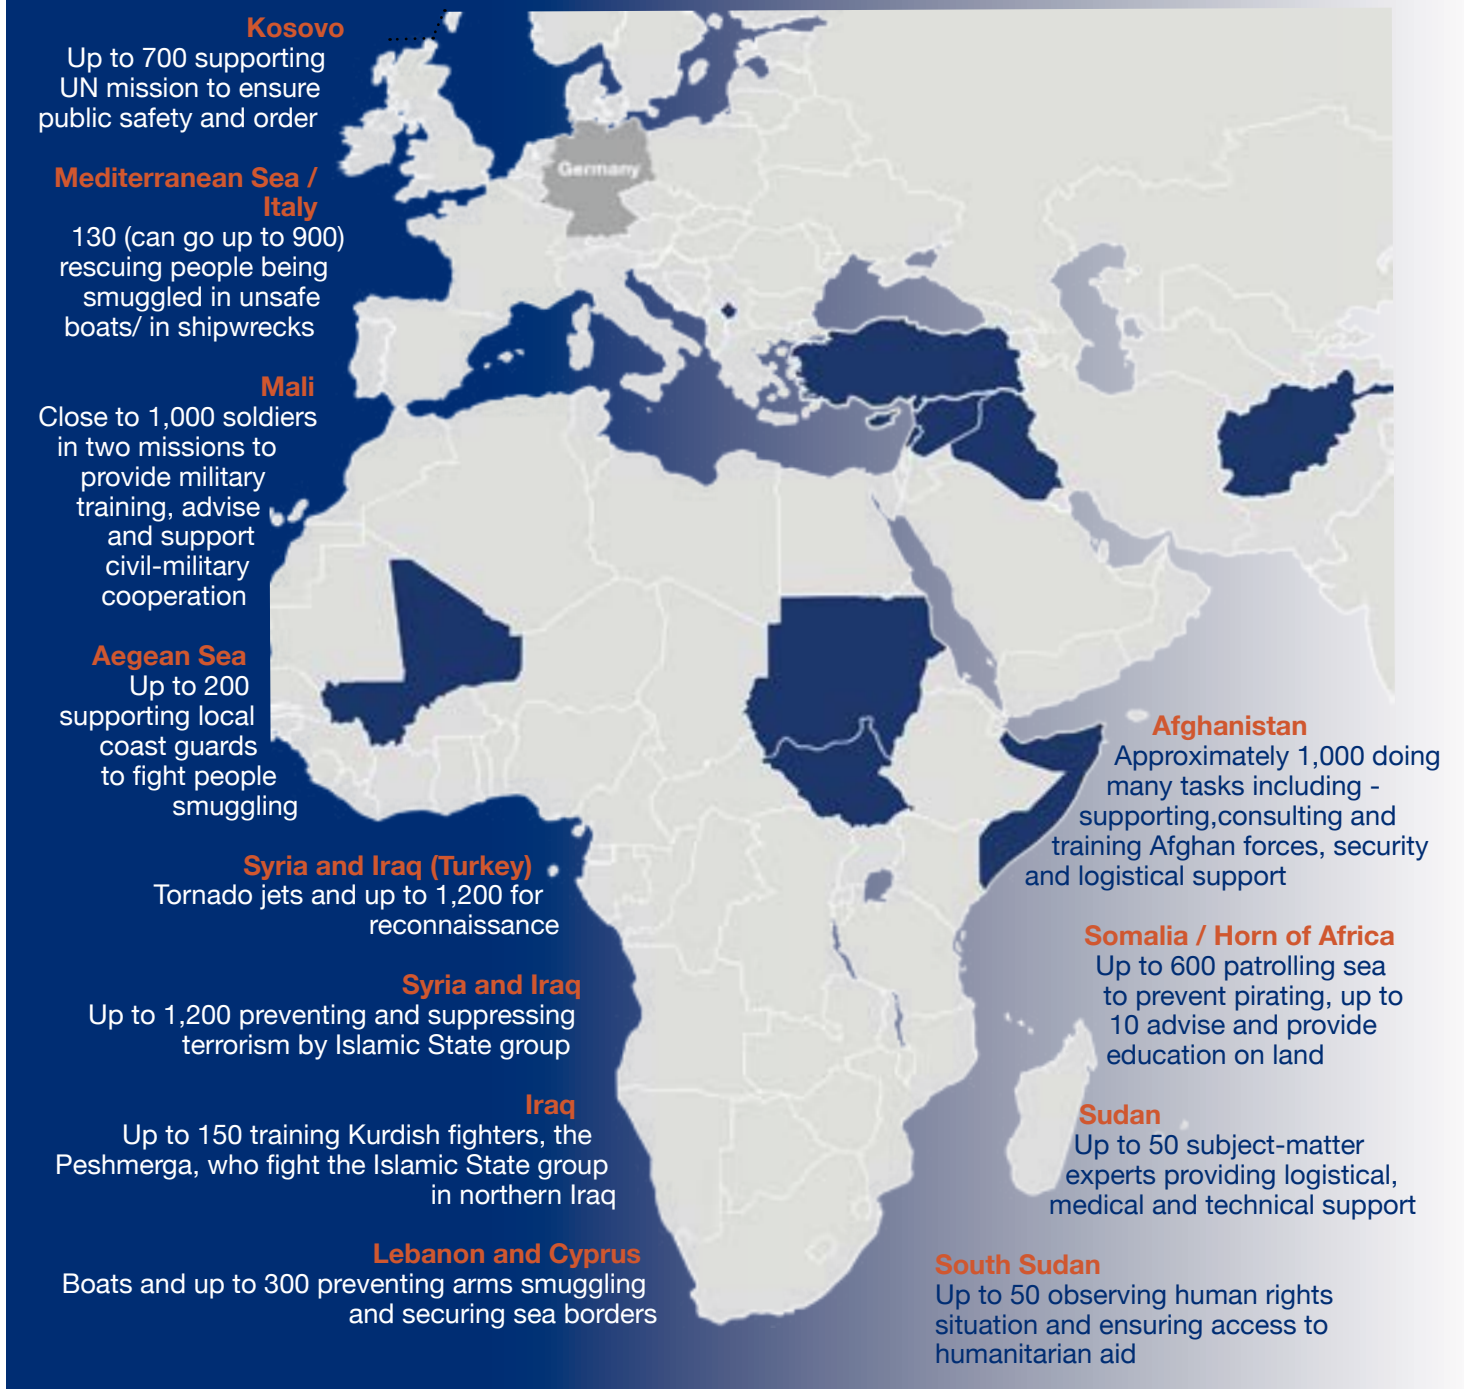 Kosovo
Up to 700 supporting
UN mission to ensure
public safety and order
Mediterranean Sea /
Italy
130 (can go up to 900)
rescuing people being
smuggled in unsafe
boats/ in shipwrecks
Mali
Close to 1,000 soldiers
in two missions to
provide military
training, advise
and support
civil-military
cooperation
Aegean Sea
Up to 200
supporting local
coast guards
to fight people
smuggling
Syria and Iraq (Turkey)
Tornado jets and up to 1,200 for
reconnaissance
Syria and Iraq
Up to 1,200 preventing and suppressing
terrorism by Islamic State group
Iraq
Up to 150 training Kurdish fighters, the
Peshmerga, who fight the Islamic State group
in northern Iraq
Lebanon and Cyprus
Boats and up to 300 preventing arms smuggling
and securing sea borders
Germany
Afghanistan
Approximately 1,000 doing
many tasks including -
supporting,consulting and
training Afghan forces, security
and logistical support
Somalia / Horn of Africa
Up to 600 patrolling sea
to prevent pirating, up to
10 advise and provide
education on land
Sudan
Up to 50 subject-matter
experts providing logistical,
medical and technical support
South Sudan
Up to 50 observing human rights
situation and ensuring access to
humanitarian aid